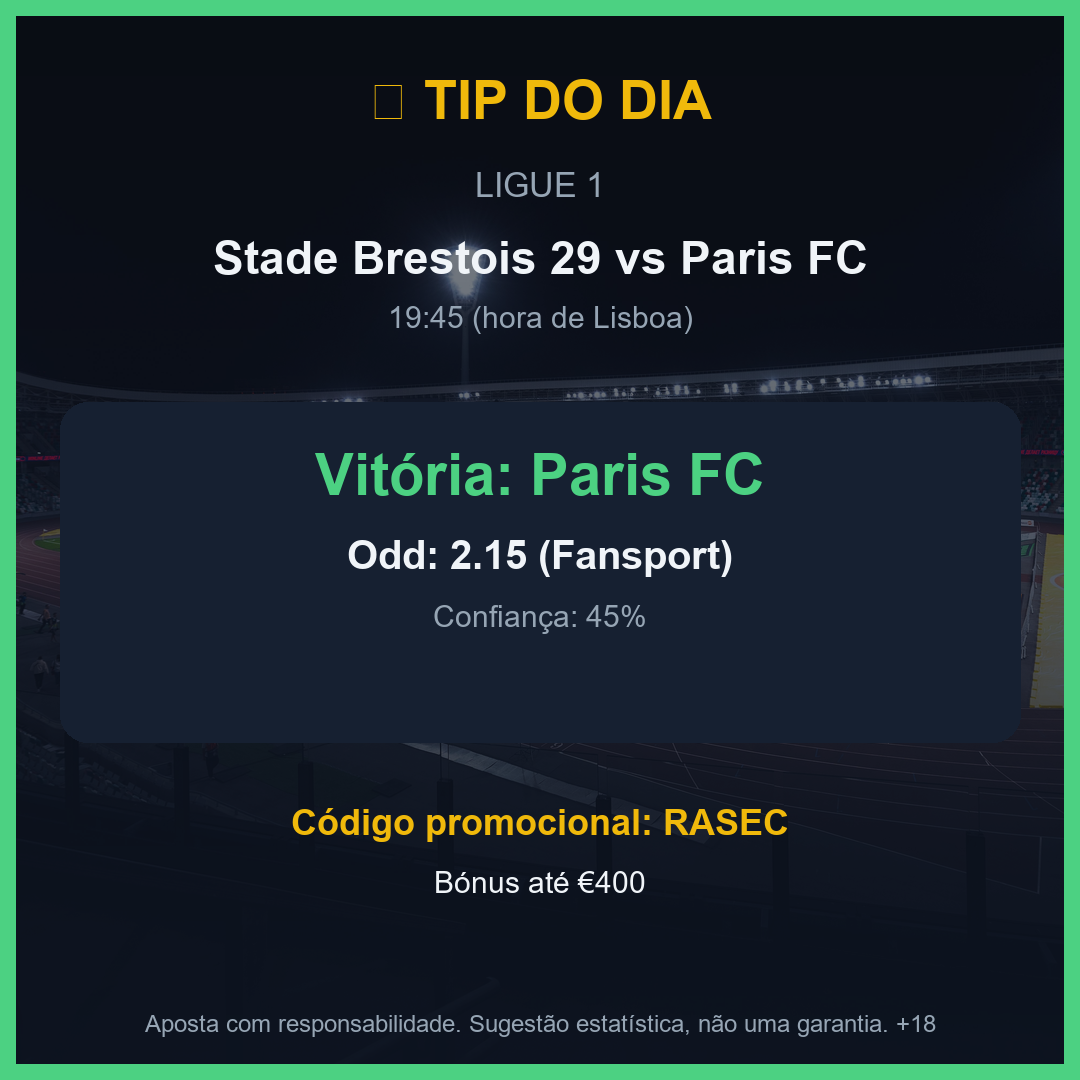 TIP DO DIA
LIGUE 1
Stade Brestois 29 vs Paris FC
19:45 (hora de Lisboa)
Vitória: Paris FC
Odd: 2.15 (Fansport)
Confiança: 45%
Código promocional: RASEC
Bónus até €400
Aposta com responsabilidade. Sugestão estatística, não uma garantia. +18